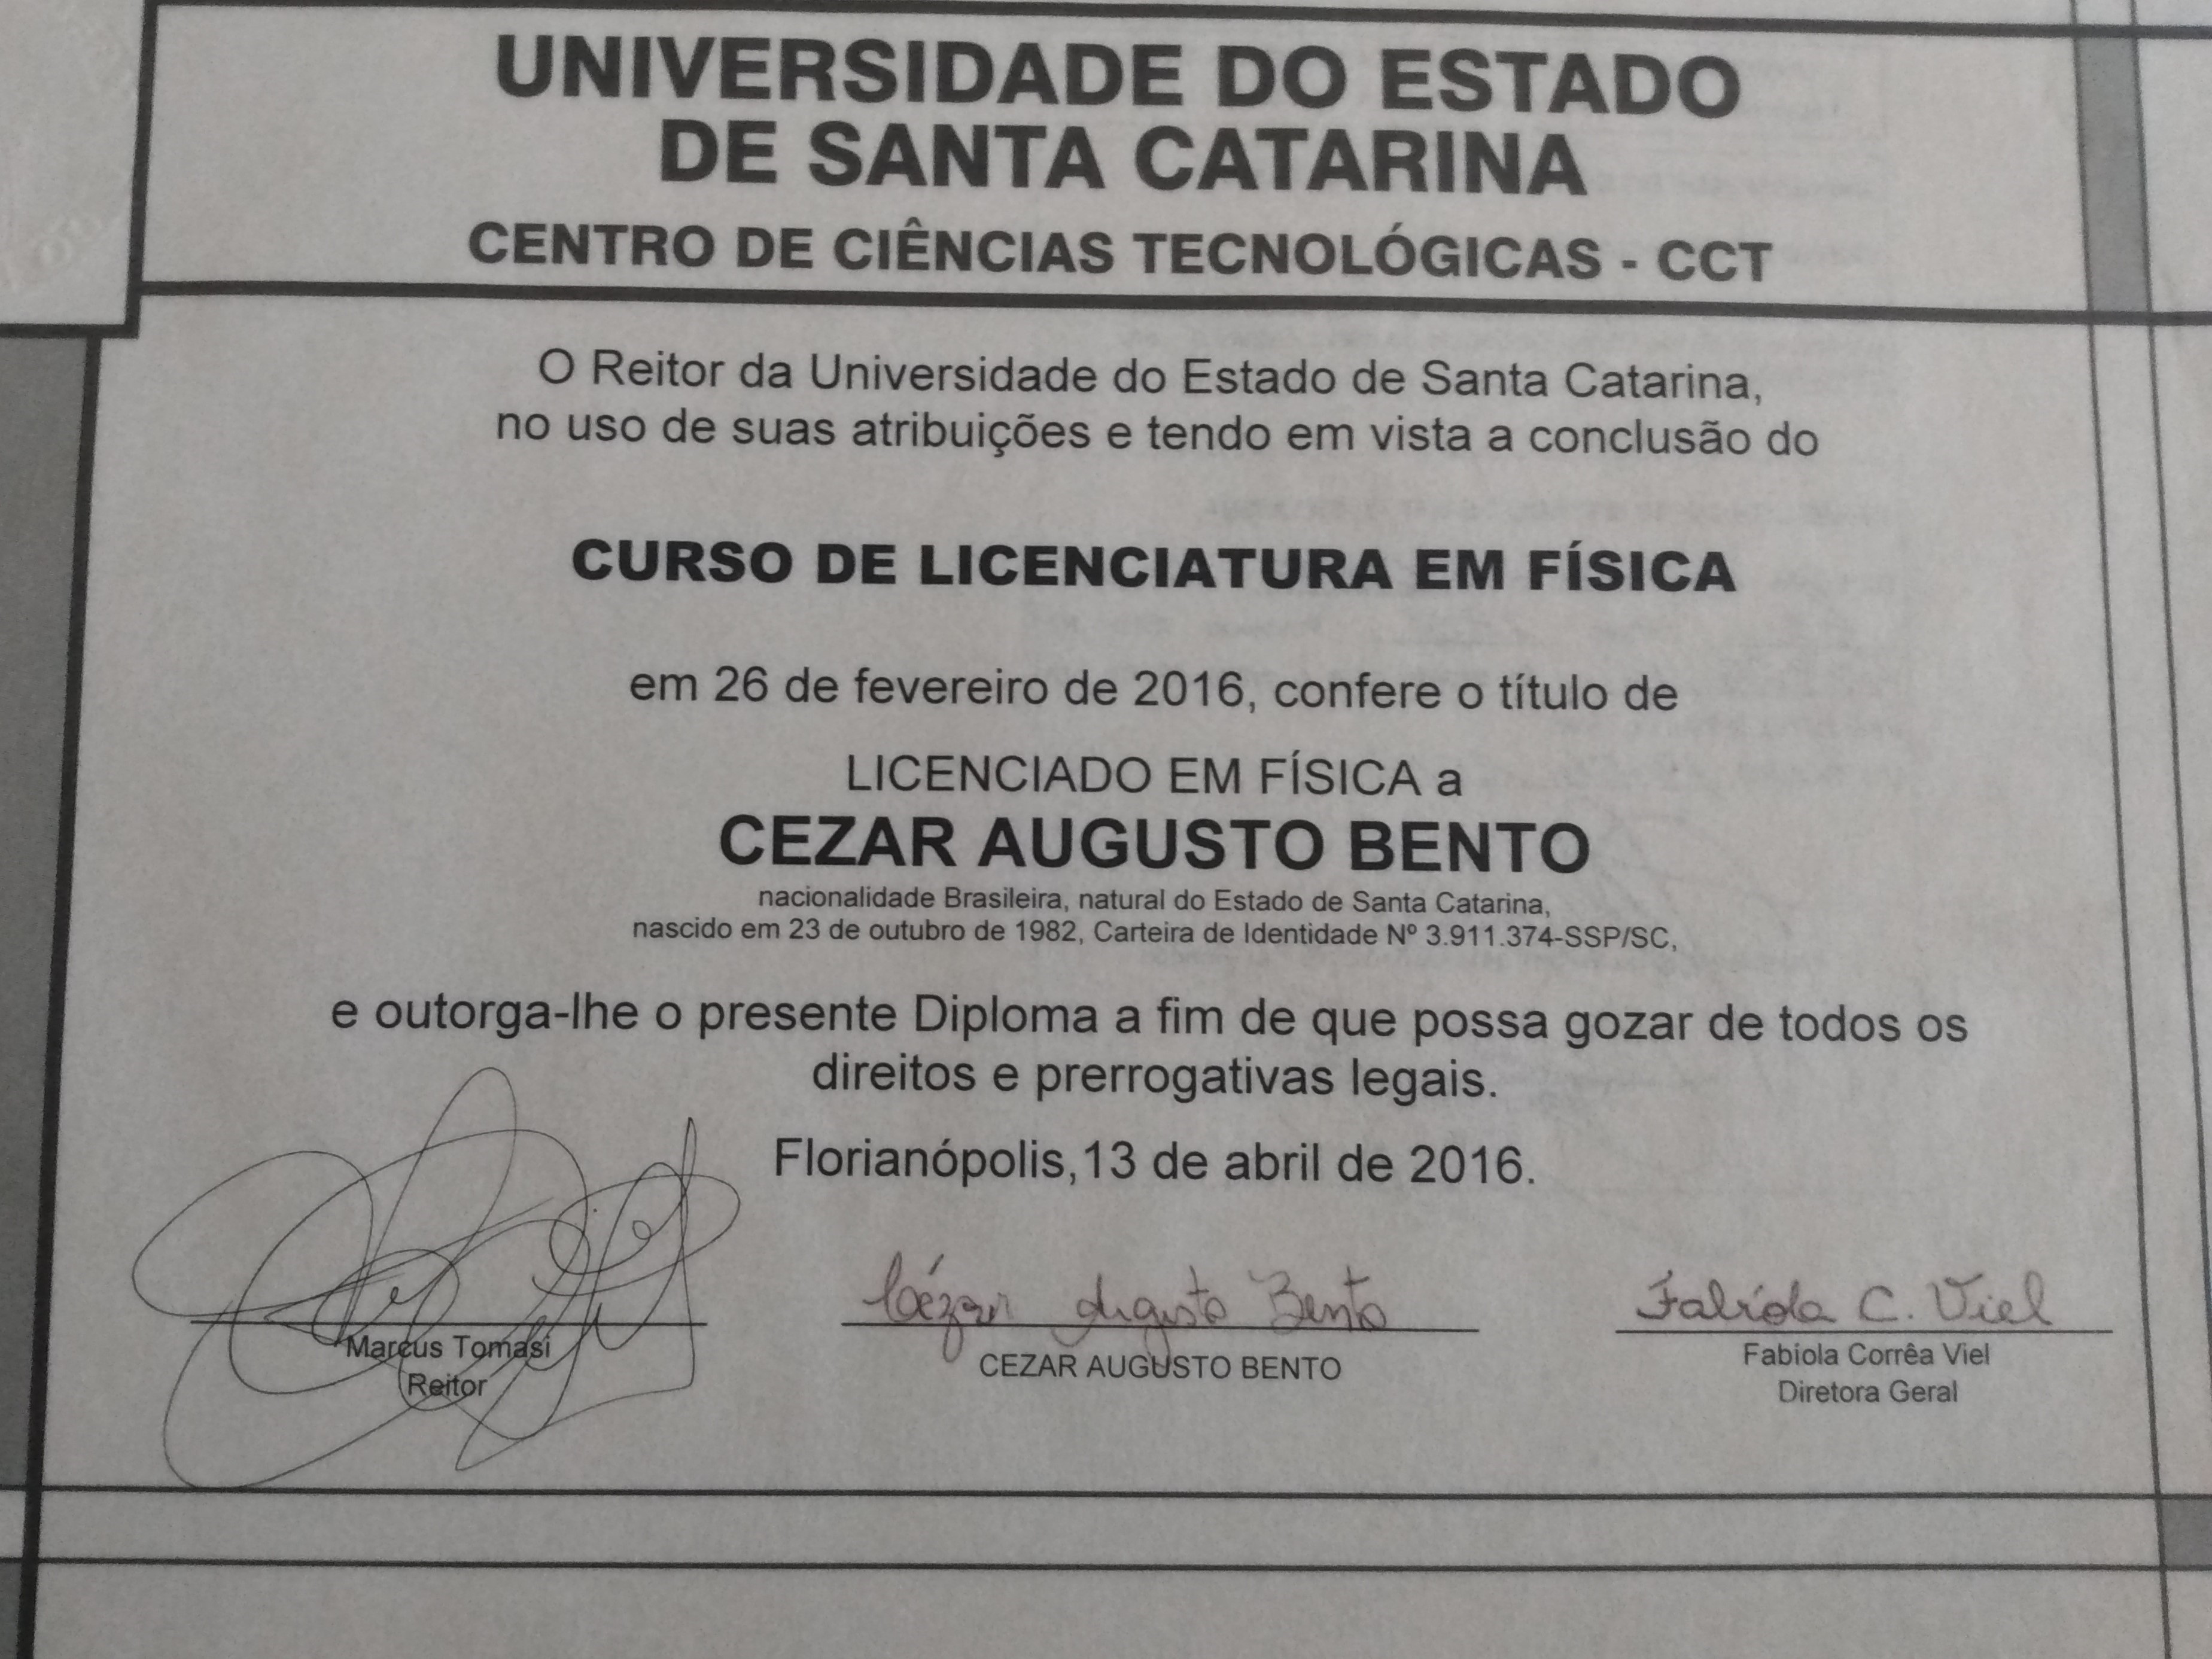 UNIVERSIDADE DO ESTADO
DE SANTA CATARINA
CENTRO DE CIÊNCIAS TECNOLÓGICAS - CCT
O Reitor da Universidade do Estado de Santa Catarina,
no uso de suas atribuições e tendo em vista a conclusão do
CURSO DE LICENCIATURA EM FÍSICA
em 26 de fevereiro de 2016, confere o título de
LICENCIADO EM FÍSICA a
CEZAR AUGUSTO BENTO
nacionalidade Brasileira, natural do Estado de Santa Catarina,
nascido em 23 de outubro de 1982, Carteira de Identidade Nº 3.911.374-SSP/SC,
e outorga-lhe o presente Diploma a fim de que possa gozar de todos os
direitos e prerrogativas legais.
Florianópolis,13 de abril de 2016.
Cézar Augusto Bento
Fabíola C. Viel
Marcus Tomasi
Reitor
CEZAR AUGUSTO BENTO
Fabíola Corrêa Viel
Diretora Geral